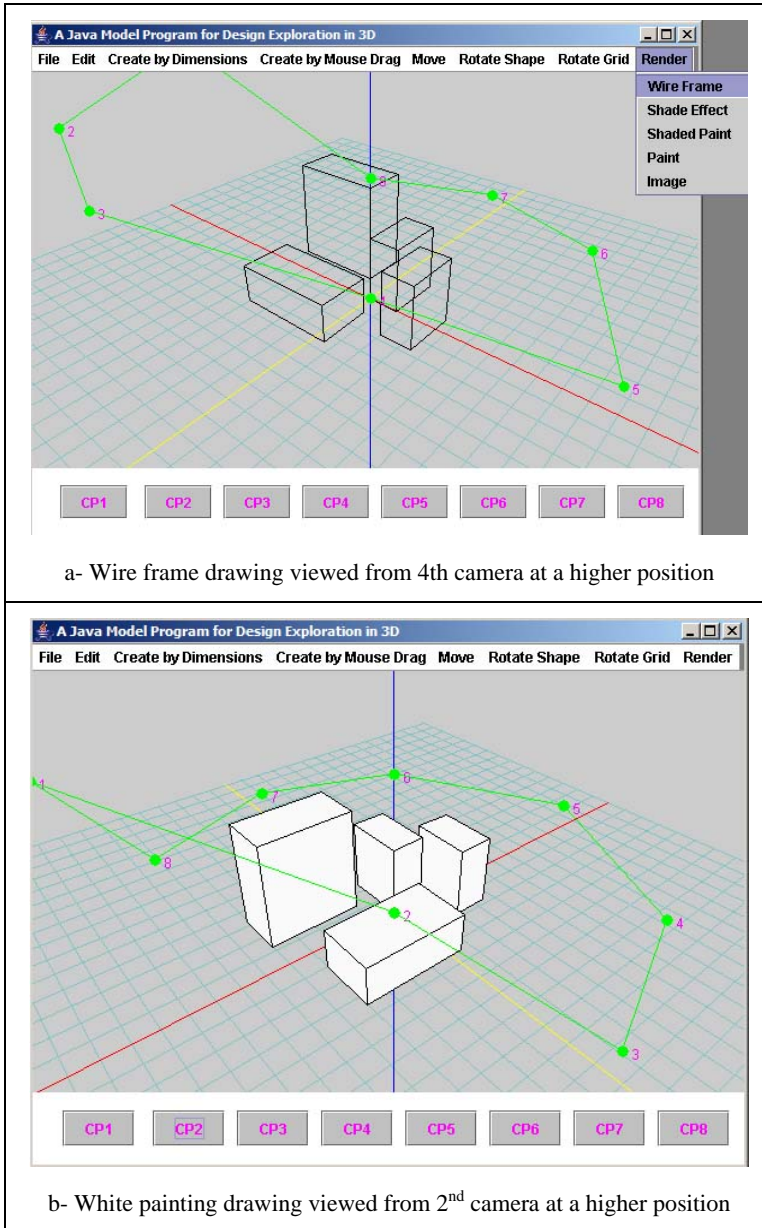 A Java Model Program for Design Exploration in 3D
File Edit Create by Dimensions Create by Mouse Drag Move Rotate Shape Rotate Grid Render
Wire Frame
Shade Effect
Shaded Paint
Paint
Image
2
8
7
3
6
4
5
CP1 CP2 CP3 CP4 CP5 CP6 CP7 CP8
a- Wire frame drawing viewed from 4th camera at a higher position
A Java Model Program for Design Exploration in 3D
File Edit Create by Dimensions Create by Mouse Drag Move Rotate Shape Rotate Grid Render
1
6
7
5
8
2
4
3
CP1 CP2 CP3 CP4 CP5 CP6 CP7 CP8
b- White painting drawing viewed from 2nd camera at a higher position